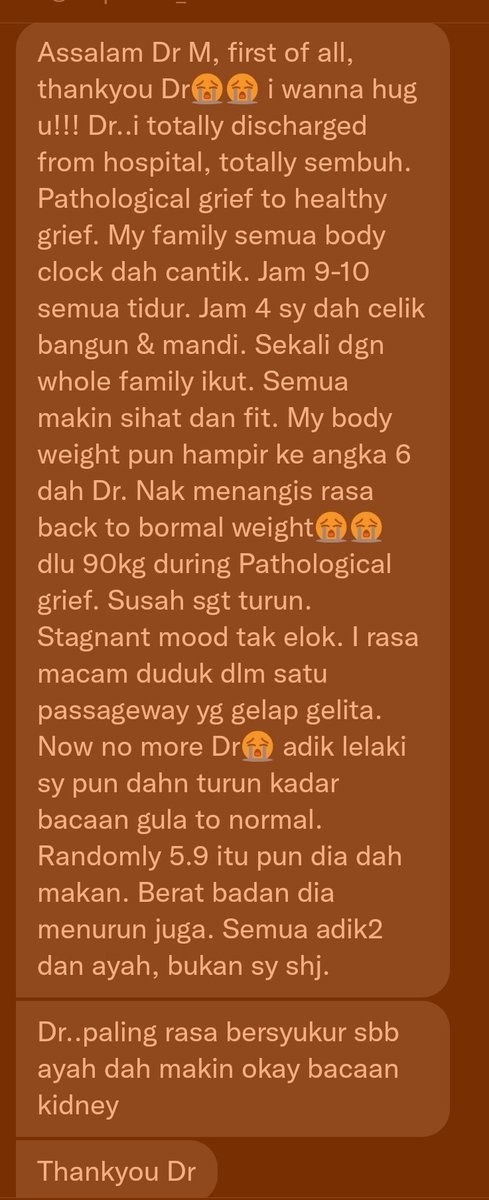 Assalam Dr M, first of all,
thankyou Dr😭😭 i wanna hug
u!!! Dr..i totally discharged
from hospital, totally sembuh.
Pathological grief to healthy
grief. My family semua body
clock dah cantik. Jam 9-10
semua tidur. Jam 4 sy dah celik
bangun & mandi. Sekali dgn
whole family ikut. Semua
makin sihat dan fit. My body
weight pun hampir ke angka 6
dah Dr. Nak menangis rasa
back to bormal weight😭😭
dlu 90kg during Pathological
grief. Susah sgt turun.
Stagnant mood tak elok. I rasa
macam duduk dlm satu
passageway yg gelap gelita.
Now no more Dr😭 adik lelaki
sy pun dahn turun kadar
bacaan gula to normal.
Randomly 5.9 itu pun dia dah
makan. Berat badan dia
menurun juga. Semua adik2
dan ayah, bukan sy shj.
Dr..paling rasa bersyukur sbb
ayah dah makin okay bacaan
kidney
Thankyou Dr